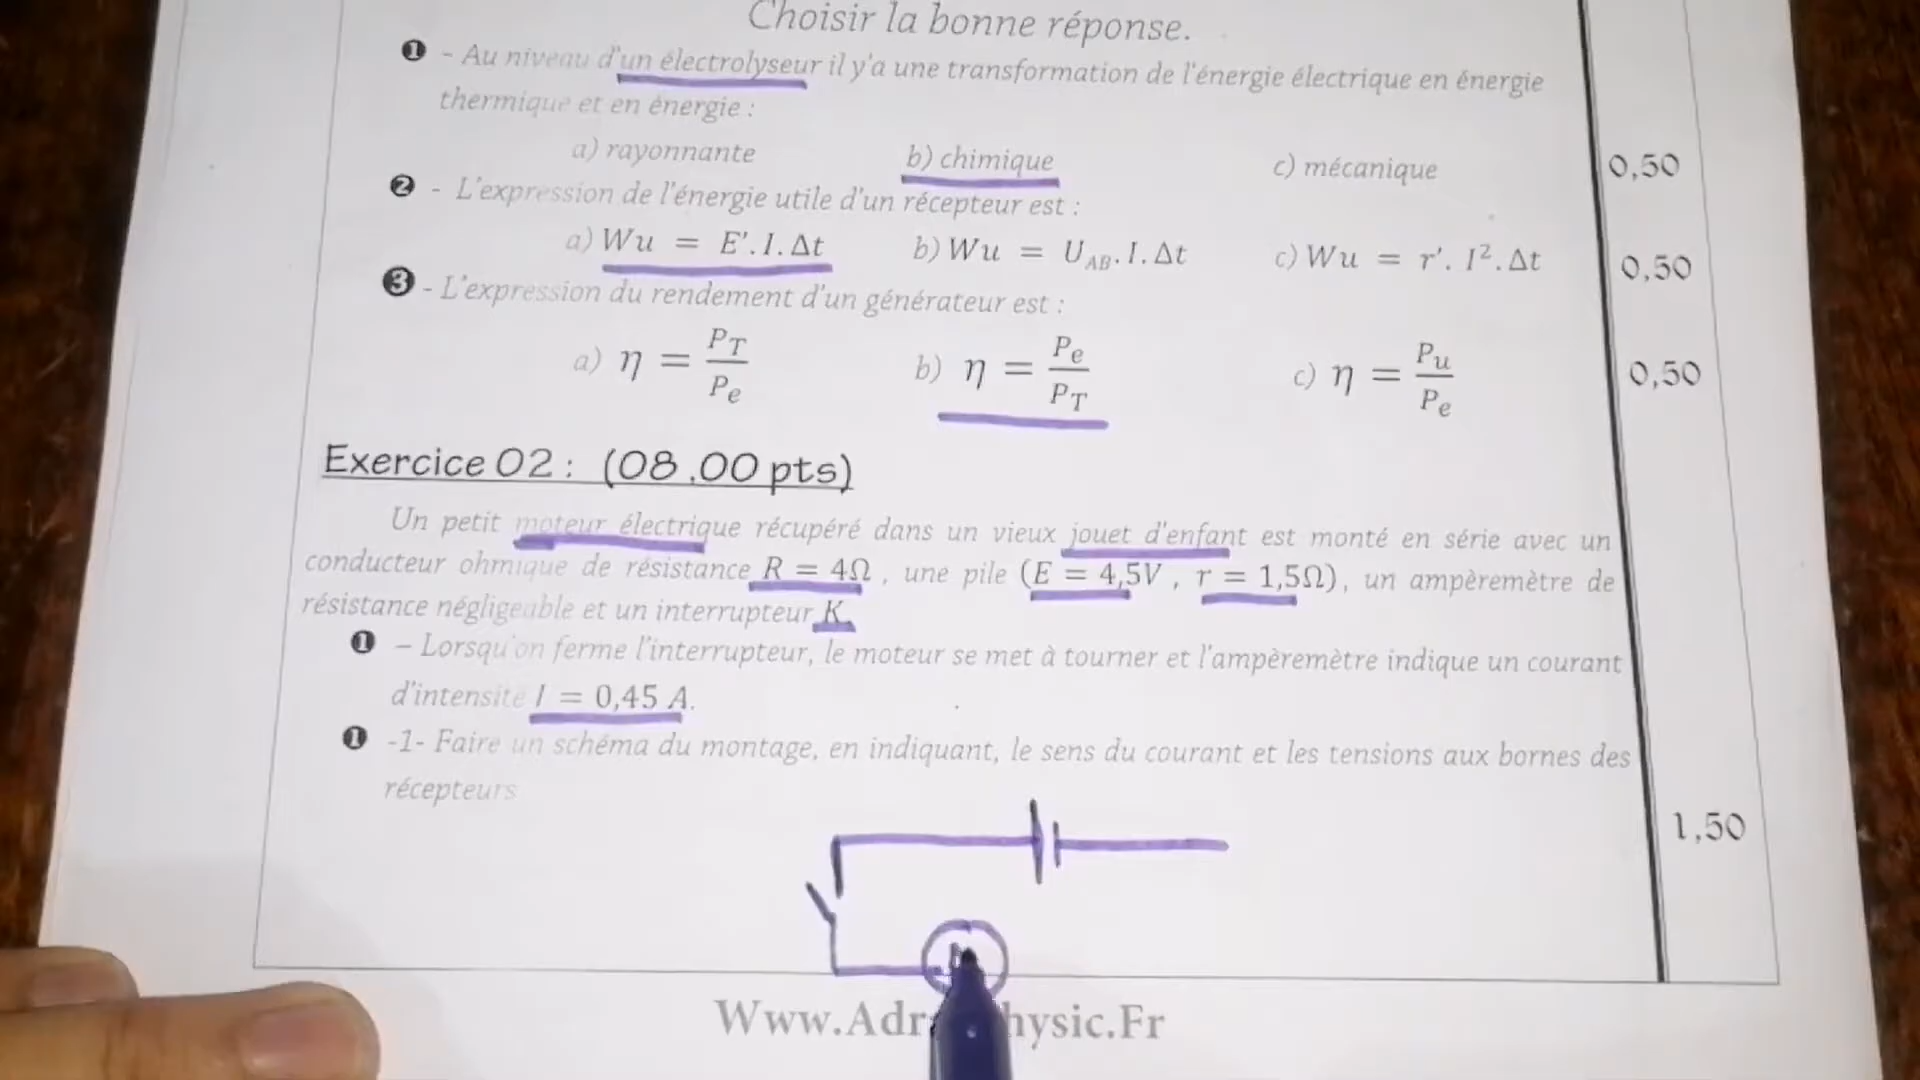 Choisir la bonne réponse.
❶ - Au niveau d'un électrolyseur il y'a une transformation de l'énergie électrique en énergie
thermique et en énergie :
a) rayonnante b) chimique c) mécanique 0,50
❷ - L'expression de l'énergie utile d'un récepteur est :
a) Wu = E'.I.Δt b) Wu = U_AB.I.Δt c) Wu = r'.I².Δt 0,50
❸ - L'expression du rendement d'un générateur est :
a) η = P_T/P_e b) η = P_e/P_T c) η = P_u/P_e 0,50
Exercice 02 : (08,00 pts)
Un petit moteur électrique récupéré dans un vieux jouet d'enfant est monté en série avec un
conducteur ohmique de résistance R = 4Ω , une pile (E = 4,5V , r = 1,5Ω), un ampèremètre de
résistance négligeable et un interrupteur K
❶ – Lorsqu'on ferme l'interrupteur, le moteur se met à tourner et l'ampèremètre indique un courant
d'intensité I = 0,45 A.
❶ -1- Faire un schéma du montage, en indiquant, le sens du courant et les tensions aux bornes des
récepteurs
1,50